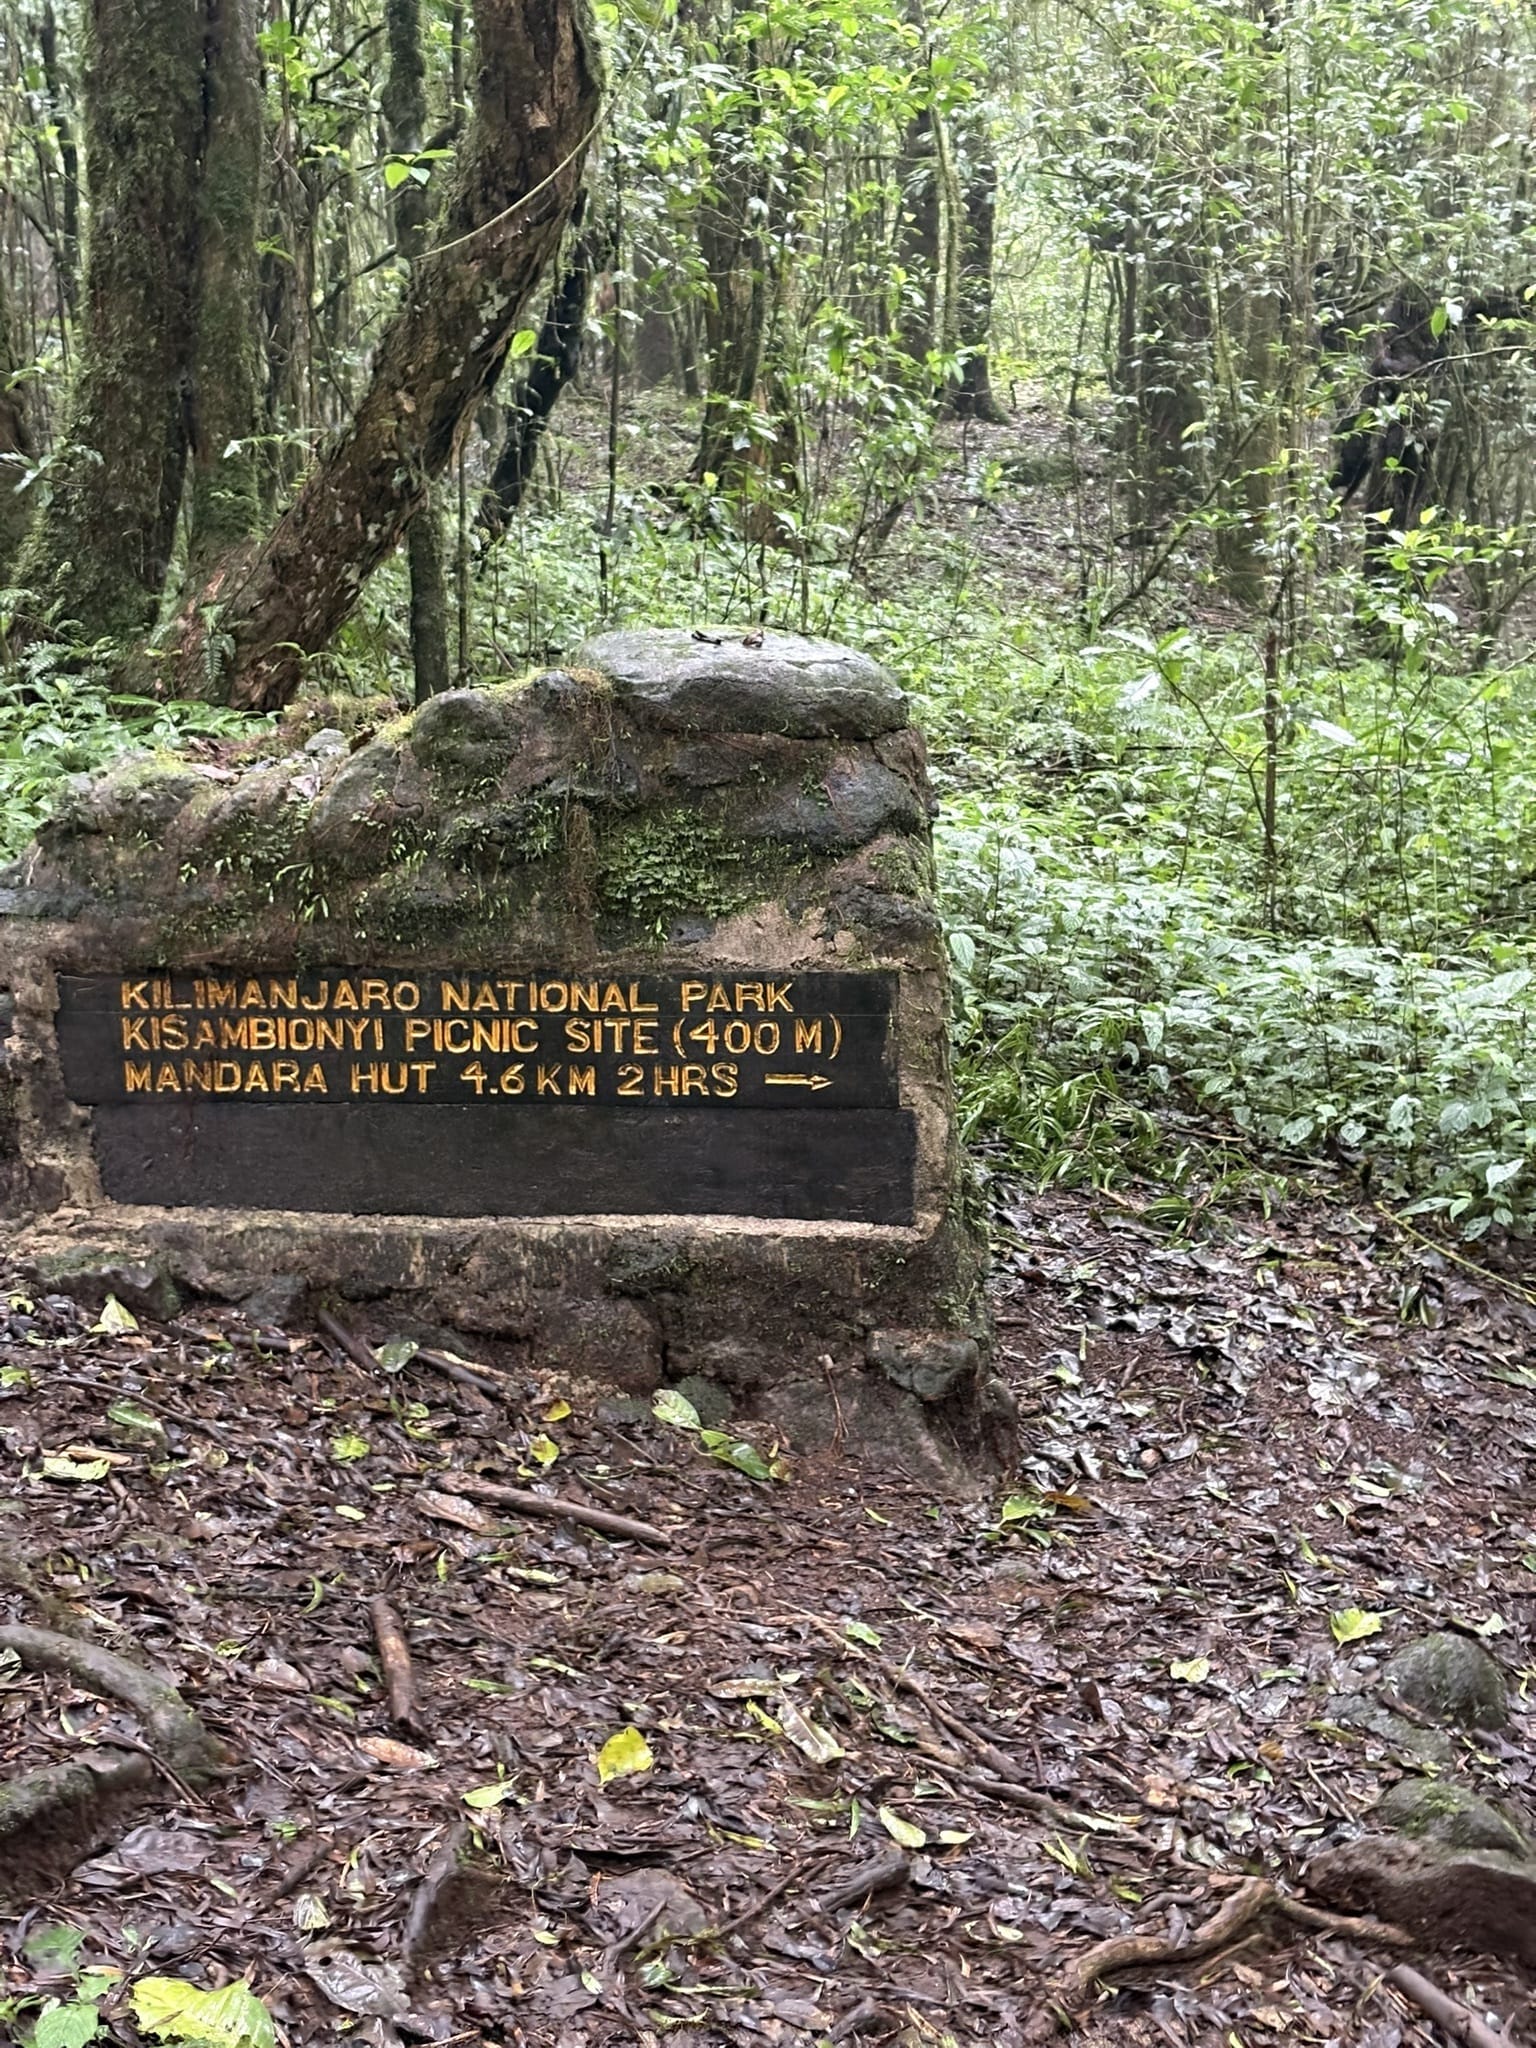 KILIMANJARO NATIONAL PARK
KISAMBIONYI PICNIC SITE (400 M)
MANDARA HUT 4.6 KM 2 HRS →